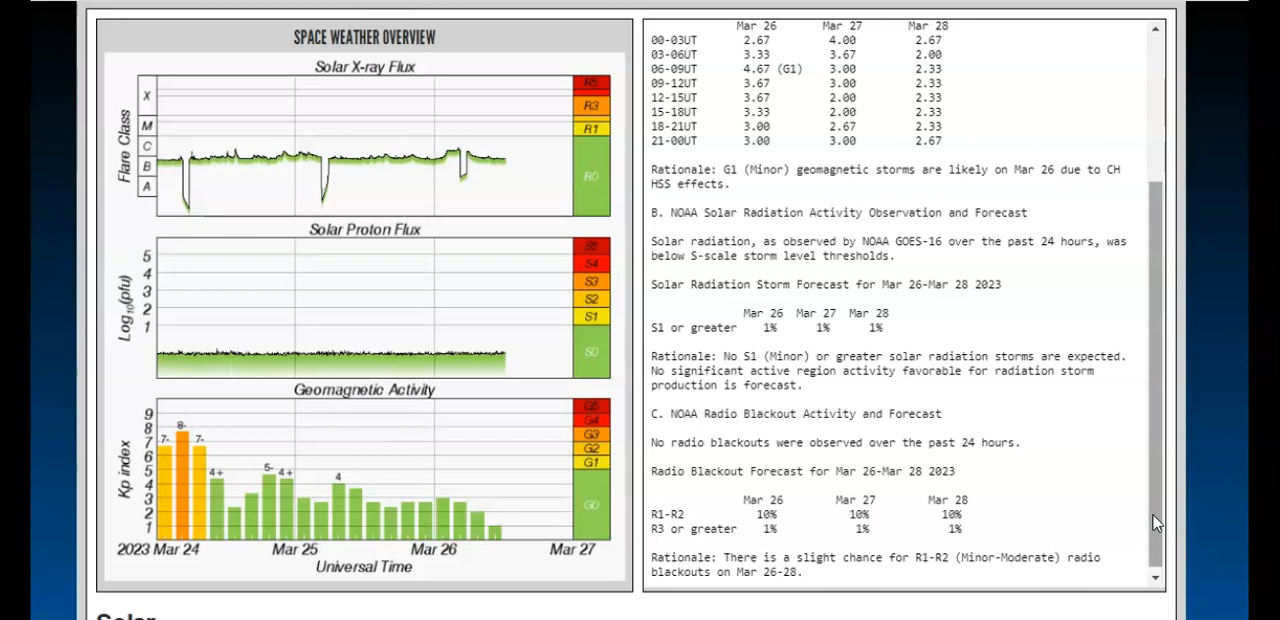 SPACE WEATHER OVERVIEW
Solar X-ray Flux
Flare Class
X
M
C
B
A
R5
R3
R1
R0
Solar Proton Flux
Log10(pfu)
5
4
3
2
1
S5
S4
S3
S2
S1
S0
Geomagnetic Activity
Kp index
9
8
7
6
5
4
3
2
1
7-
8-
7-
4+
5-
4+
4
G5
G4
G3
G2
G1
G0
2023 Mar 24 Mar 25 Mar 26 Mar 27
Universal Time
Mar 26 Mar 27 Mar 28
00-03UT 2.67 4.00 2.67
03-06UT 3.33 3.67 2.00
06-09UT 4.67 (G1) 3.00 2.33
09-12UT 3.67 3.00 2.33
12-15UT 3.67 2.00 2.33
15-18UT 3.33 2.00 2.33
18-21UT 3.00 2.67 2.33
21-00UT 3.00 3.00 2.67
Rationale: G1 (Minor) geomagnetic storms are likely on Mar 26 due to CH
HSS effects.
B. NOAA Solar Radiation Activity Observation and Forecast
Solar radiation, as observed by NOAA GOES-16 over the past 24 hours, was
below S-scale storm level thresholds.
Solar Radiation Storm Forecast for Mar 26-Mar 28 2023
Mar 26 Mar 27 Mar 28
S1 or greater 1% 1% 1%
Rationale: No S1 (Minor) or greater solar radiation storms are expected.
No significant active region activity favorable for radiation storm
production is forecast.
C. NOAA Radio Blackout Activity and Forecast
No radio blackouts were observed over the past 24 hours.
Radio Blackout Forecast for Mar 26-Mar 28 2023
Mar 26 Mar 27 Mar 28
R1-R2 10% 10% 10%
R3 or greater 1% 1% 1%
Rationale: There is a slight chance for R1-R2 (Minor-Moderate) radio
blackouts on Mar 26-28.
Solar